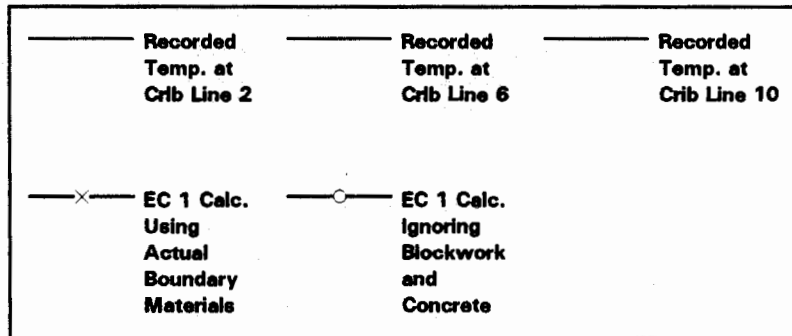 Recorded
Temp. at
Crib Line 2
Recorded
Temp. at
Crib Line 6
Recorded
Temp. at
Crib Line 10
EC 1 Calc.
Using
Actual
Boundary
Materials
EC 1 Calc.
Ignoring
Blockwork
and
Concrete